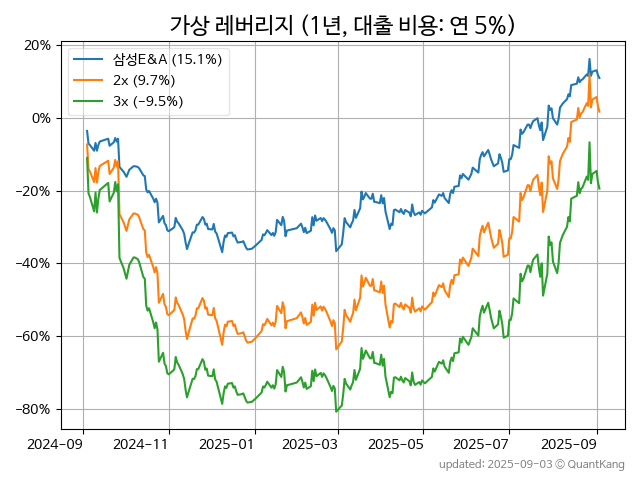 가상 레버리지 (1년, 대출 비용: 연 5%)
20%
0%
−20%
−40%
−60%
−80%
삼성E&A (15.1%)
2x (9.7%)
3x (−9.5%)
2024-09 2024-11 2025-01 2025-03 2025-05 2025-07 2025-09
updated: 2025-09-03 © QuantKang